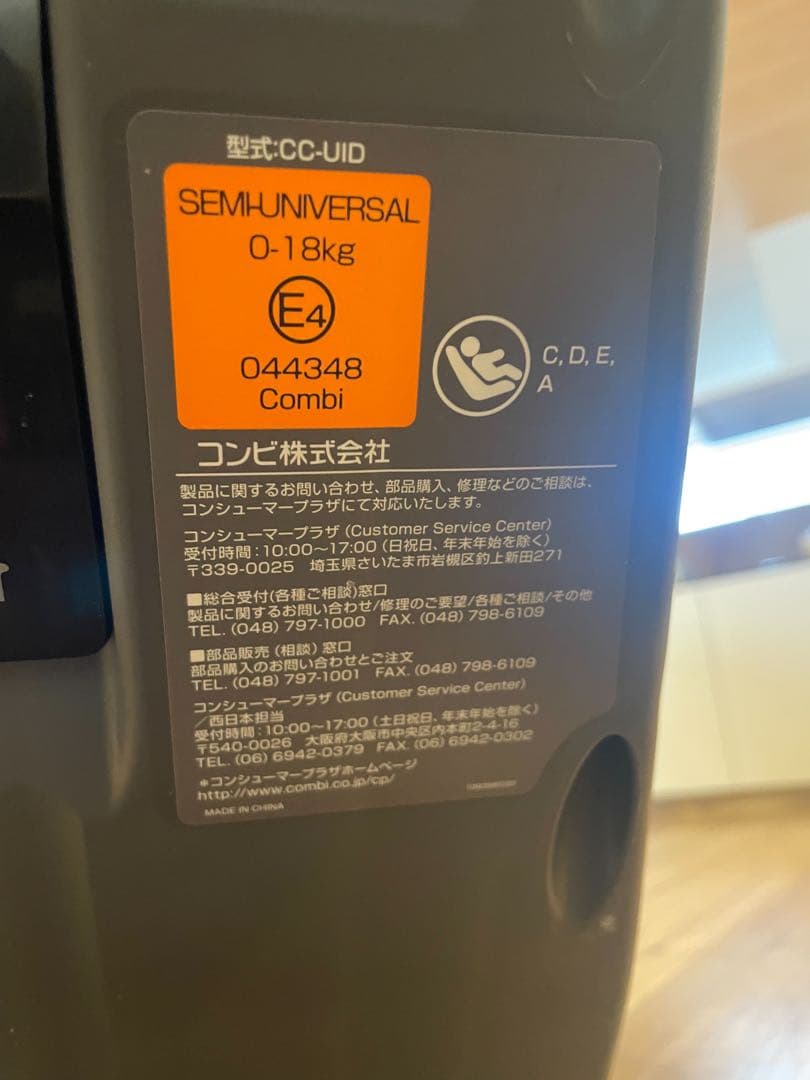 型式:CC-UID
SEMI-UNIVERSAL
0-18kg
E4
044348
Combi
C, D, E,
A
コンビ株式会社
製品に関するお問い合わせ、部品購入、修理などのご相談は、
コンシューマープラザにて対応いたします。
コンシューマープラザ (Customer Service Center)
受付時間：10:00～17:00 (日祝日、年末年始を除く)
〒339-0025 埼玉県さいたま市岩槻区釣上新田271
■総合受付(各種ご相談)窓口
製品に関するお問い合わせ/修理のご要望/各種ご相談/その他
TEL. (048) 797-1000 FAX. (048) 798-6109
■部品販売（相談）窓口
部品購入のお問い合わせとご注文
TEL. (048) 797-1001 FAX. (048) 798-6109
コンシューマープラザ (Customer Service Center)
／西日本担当
受付時間：10:00～17:00 (土日祝日、年末年始を除く)
〒540-0026 大阪府大阪市中央区内本町2-4-16
TEL. (06) 6942-0379 FAX. (06) 6942-0302
＊コンシューマープラザホームページ
http://www.combi.co.jp/cp/
MADE IN CHINA